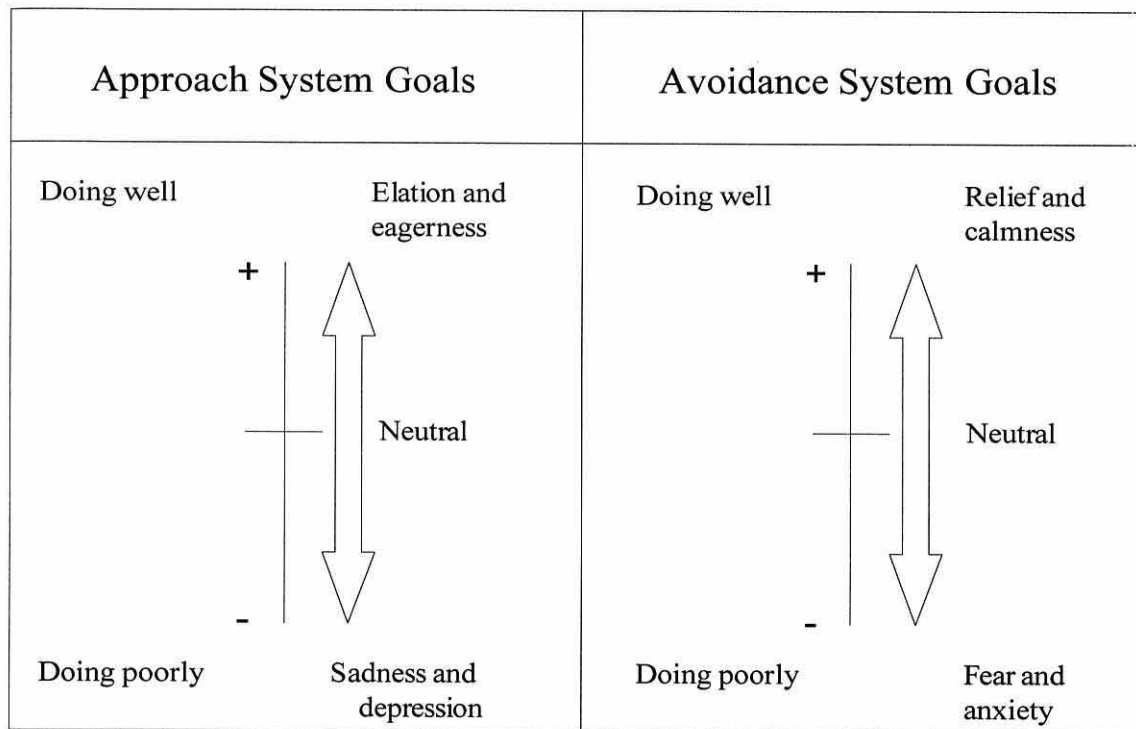 Approach System Goals
Avoidance System Goals
Doing well
Elation and
eagerness
+
Neutral
-
Doing poorly
Sadness and
depression
Doing well
Relief and
calmness
+
Neutral
-
Doing poorly
Fear and
anxiety